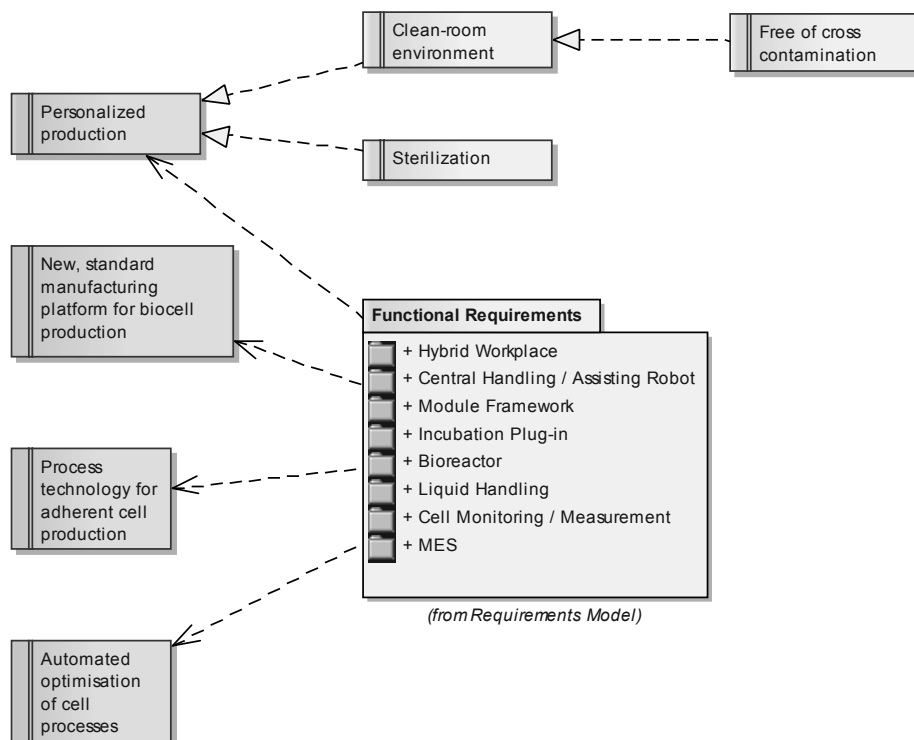 Clean-room
environment
Free of cross
contamination
Personalized
production
Sterilization
New, standard
manufacturing
platform for biocell
production
Functional Requirements
+ Hybrid Workplace
+ Central Handling / Assisting Robot
+ Module Framework
+ Incubation Plug-in
+ Bioreactor
+ Liquid Handling
+ Cell Monitoring / Measurement
+ MES
(from Requirements Model)
Process
technology for
adherent cell
production
Automated
optimisation
of cell
processes